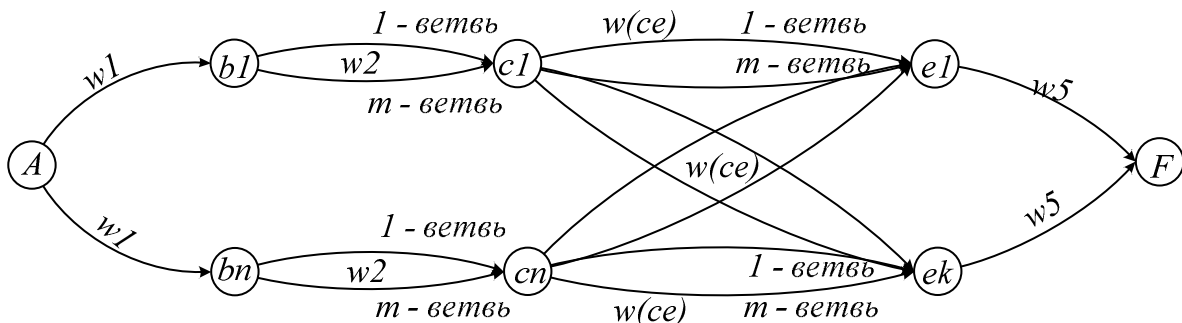 w(ce)
1 - ветвь
1 - ветвь
w1
b1
w2
c1
m - ветвь
e1
w5
m - ветвь
A
w(ce)
F
w1
1 - ветвь
w5
bn
w2
cn
1 - ветвь
ek
m - ветвь
w(ce)
m - ветвь